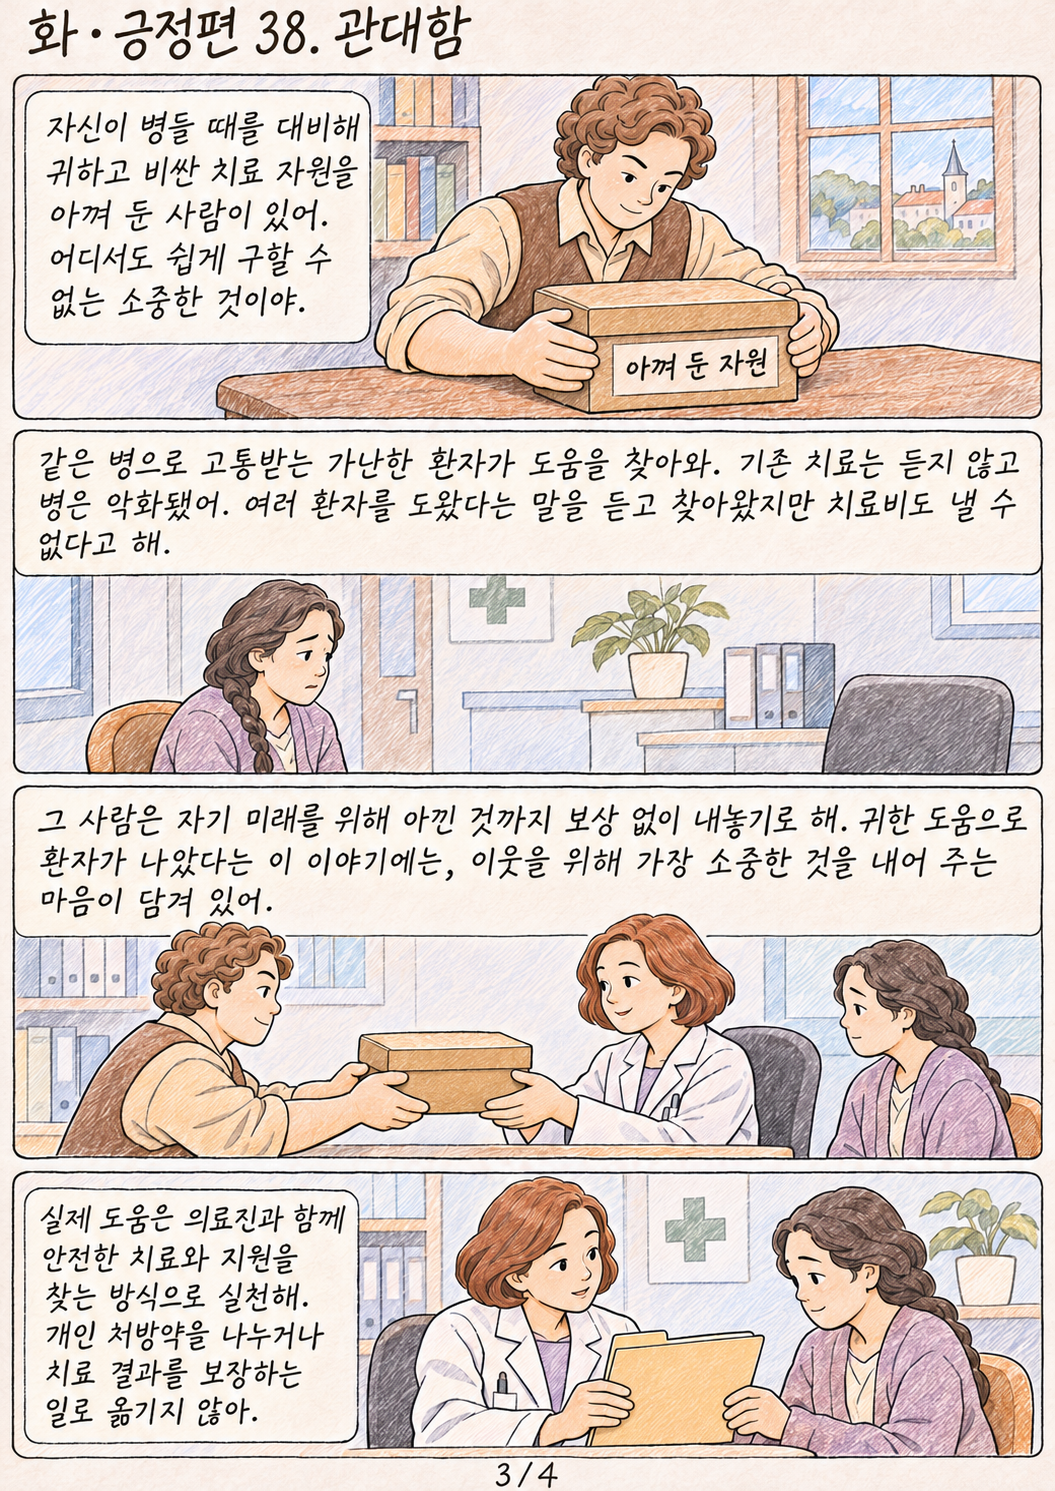 화·긍정편 38. 관대함
자신이 병들 때를 대비해
귀하고 비싼 치료 자원을
아껴 둔 사람이 있어.
어디서도 쉽게 구할 수
없는 소중한 것이야.
아껴 둔 자원
같은 병으로 고통받는 가난한 환자가 도움을 찾아와. 기존 치료는 듣지 않고
병은 악화됐어. 여러 환자를 도왔다는 말을 듣고 찾아왔지만 치료비도 낼 수
없다고 해.
그 사람은 자기 미래를 위해 아낀 것까지 보상 없이 내놓기로 해. 귀한 도움으로
환자가 나았다는 이 이야기에는, 이웃을 위해 가장 소중한 것을 내어 주는
마음이 담겨 있어.
실제 도움은 의료진과 함께
안전한 치료와 지원을
찾는 방식으로 실천해.
개인 처방약을 나누거나
치료 결과를 보장하는
일로 옮기지 않아.
3/4